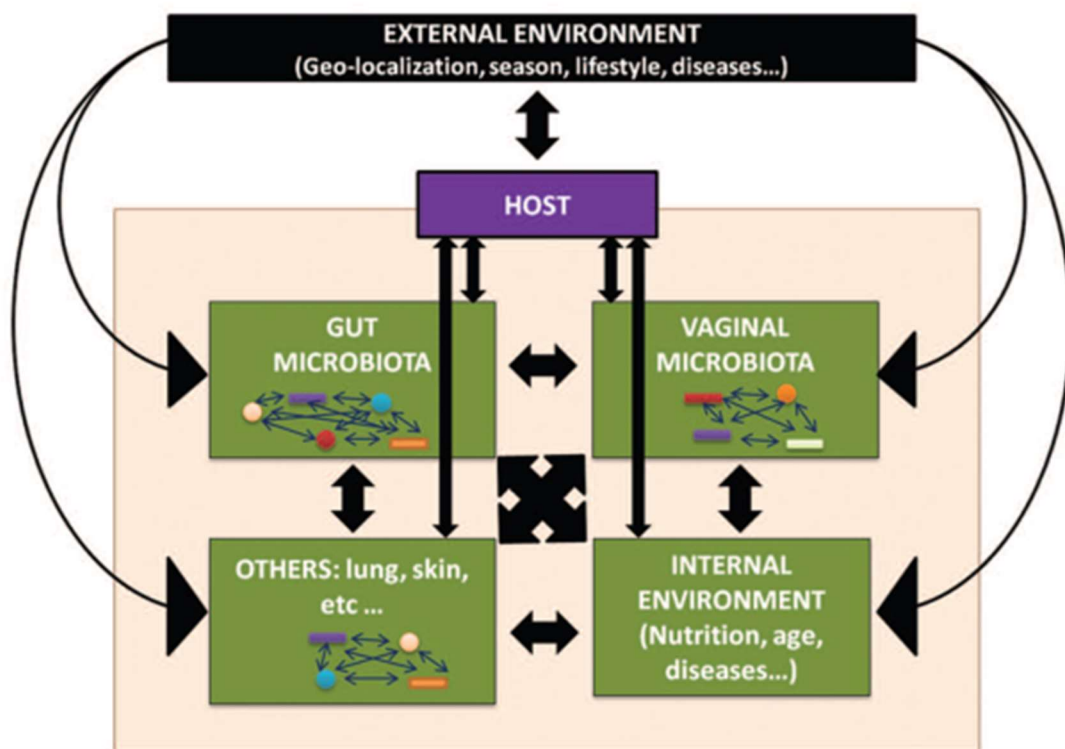 EXTERNAL ENVIRONMENT
(Geo-localization, season, lifestyle, diseases...)
HOST
GUT
MICROBIOTA
VAGINAL
MICROBIOTA
OTHERS: lung, skin,
etc ...
INTERNAL
ENVIRONMENT
(Nutrition, age,
diseases...)